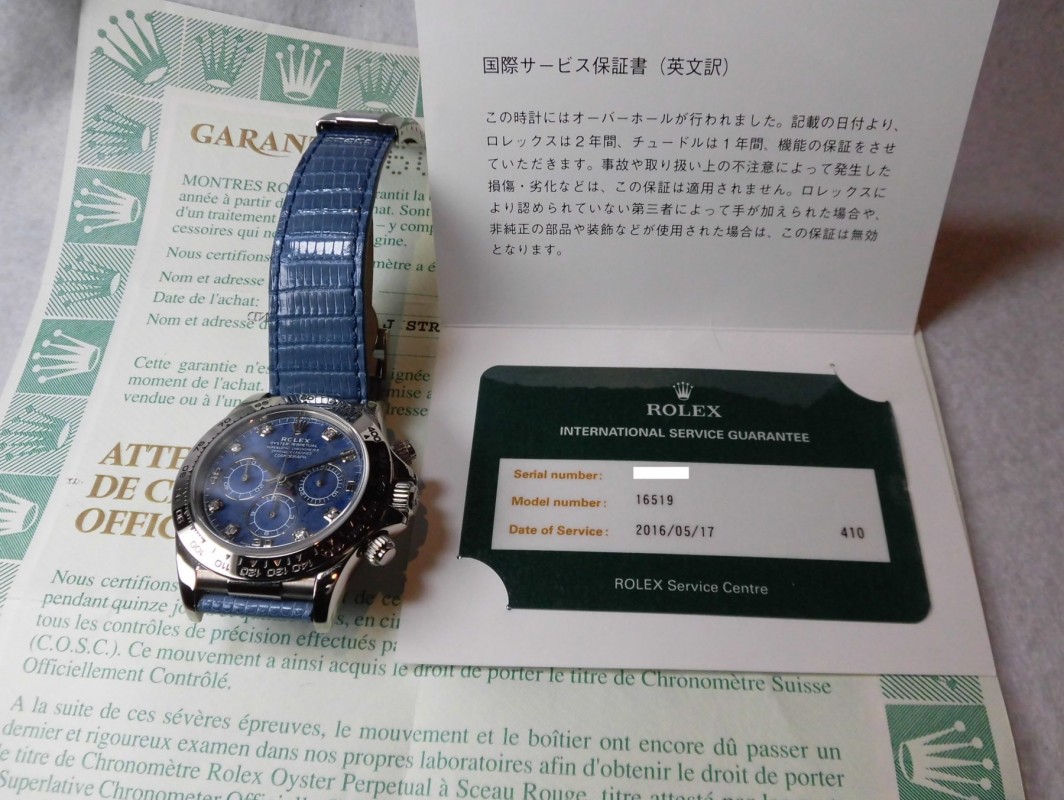 国際サービス保証書（英文訳）
この時計にはオーバーホールが行われました。記載の日付より、
ロレックスは２年間、チュードルは１年間、機能の保証をさせ
ていただきます。事故や取り扱い上の不注意によって発生した
損傷・劣化などは、この保証は適用されません。ロレックスに
より認められていない第三者によって手が加えられた場合や、
非純正の部品や装飾などが使用された場合は、この保証は無効
となります。
ROLEX
INTERNATIONAL SERVICE GUARANTEE
Serial number:
Model number: 16519
Date of Service: 2016/05/17 410
ROLEX Service Centre
MONTRES
année à partir
d'un traitement
cessoires qui
Nous certifions
Nom et adresse
Date de l'achat:
Nom et adresse
J STR
Cette garantie
moment de l'achat.
vendue ou à
DE
ROLEX
OYSTER PERPETUAL
COSMOGRAPH
400
140 130 120 110 100
Nous certifions
pendant quinze
tous les contrôles de précision effectués
(C.O.S.C.). Ce mouvement a ainsi acquis le droit de porter le titre de Chronomètre Suisse
Officiellement Contrôlé.
A la suite de ces sévères épreuves, le mouvement et le boîtier ont encore dû passer un
dernier et rigoureux examen dans nos propres laboratoires afin d'obtenir le droit de porter
le titre de Chronomètre Rolex Oyster Perpetual à Sceau Rouge, titre attesté par
Superlative Chronometer